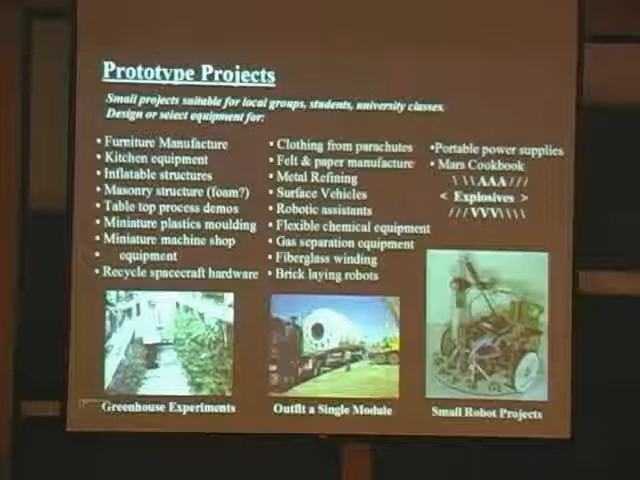 Prototype Projects
Small projects suitable for local groups, students, university classes.
Design or select equipment for:
• Furniture Manufacture
• Kitchen equipment
• Inflatable structures
• Masonry structure (foam?)
• Table top process demos
• Miniature plastics moulding
• Miniature machine shop
• equipment
• Recycle spacecraft hardware
• Clothing from parachutes
• Felt & paper manufacture
• Metal Refining
• Surface Vehicles
• Robotic assistants
• Flexible chemical equipment
• Gas separation equipment
• Fiberglass winding
• Brick laying robots
•Portable power supplies
• Mars Cookbook
\\\AAA///
< Explosives >
///VVV\\\\
Greenhouse Experiments
Outfit a Single Module
Small Robot Projects